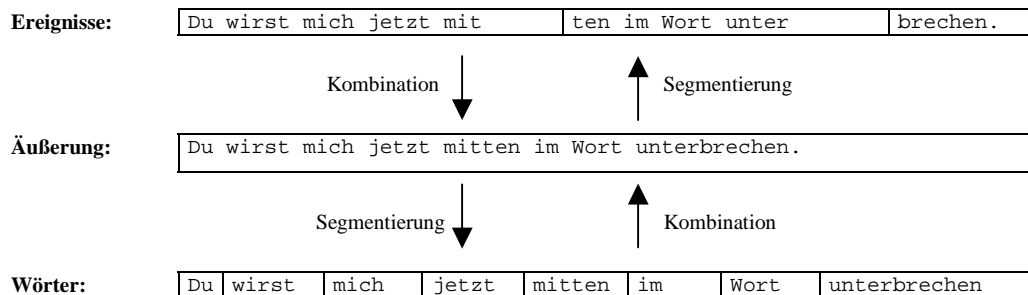 Ereignisse: Du wirst mich jetzt mit ten im Wort unter brechen.
Kombination Segmentierung
Äußerung: Du wirst mich jetzt mitten im Wort unterbrechen.
Segmentierung Kombination
Wörter: Du wirst mich jetzt mitten im Wort unterbrechen